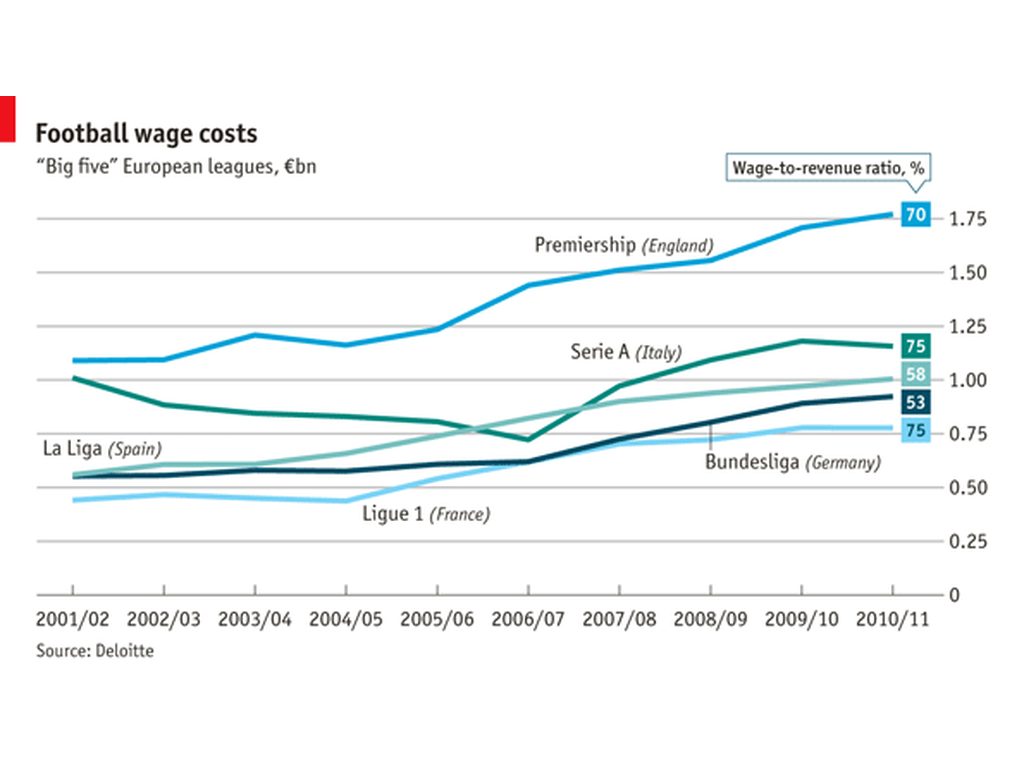 Football wage costs
"Big five" European leagues, €bn
Wage-to-revenue ratio, %
70
1.75
Premiership (England)
1.50
1.25
Serie A (Italy)
75
58
1.00
53
La Liga (Spain)
75
0.75
Bundesliga (Germany)
0.50
Ligue 1 (France)
0.25
0
2001/02 2002/03 2003/04 2004/05 2005/06 2006/07 2007/08 2008/09 2009/10 2010/11
Source: Deloitte